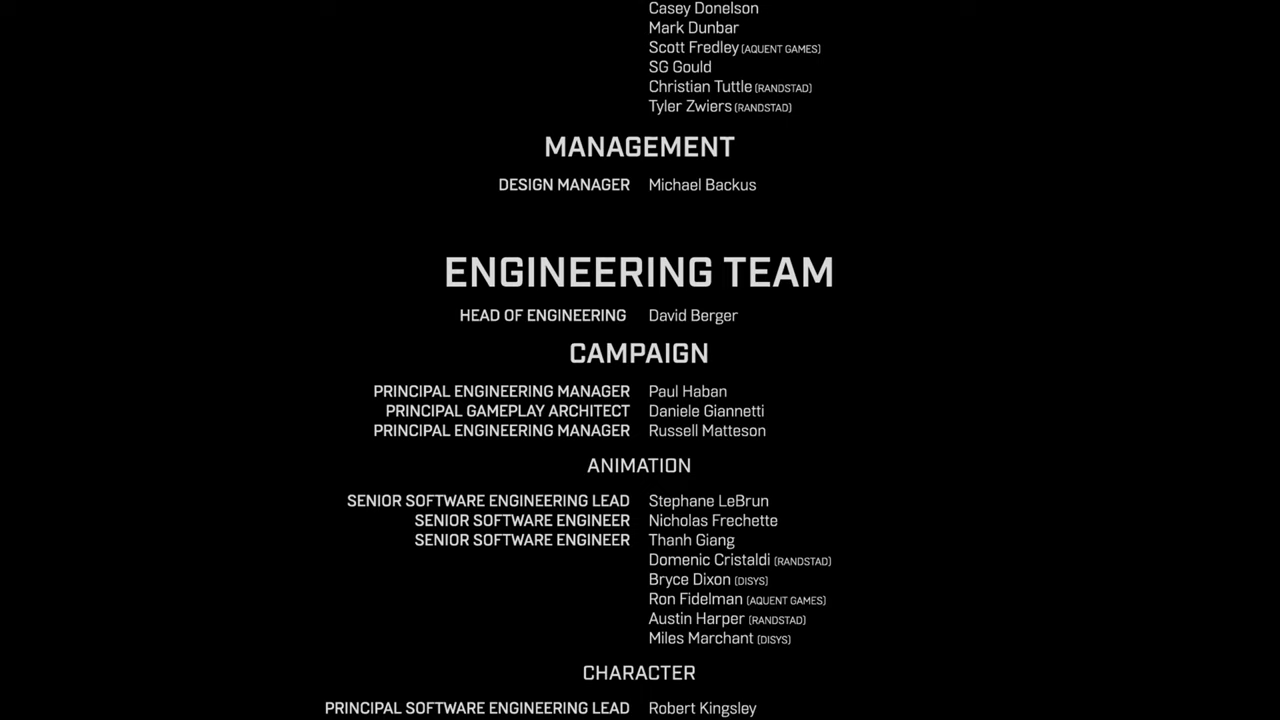 Casey Donelson
Mark Dunbar
Scott Fredley (AQUENT GAMES)
SG Gould
Christian Tuttle (RANDSTAD)
Tyler Zwiers (RANDSTAD)
MANAGEMENT
DESIGN MANAGER Michael Backus
ENGINEERING TEAM
HEAD OF ENGINEERING David Berger
CAMPAIGN
PRINCIPAL ENGINEERING MANAGER Paul Haban
PRINCIPAL GAMEPLAY ARCHITECT Daniele Giannetti
PRINCIPAL ENGINEERING MANAGER Russell Matteson
ANIMATION
SENIOR SOFTWARE ENGINEERING LEAD Stephane LeBrun
SENIOR SOFTWARE ENGINEER Nicholas Frechette
SENIOR SOFTWARE ENGINEER Thanh Giang
Domenic Cristaldi (RANDSTAD)
Bryce Dixon (DISYS)
Ron Fidelman (AQUENT GAMES)
Austin Harper (RANDSTAD)
Miles Marchant (DISYS)
CHARACTER
PRINCIPAL SOFTWARE ENGINEERING LEAD Robert Kingsley